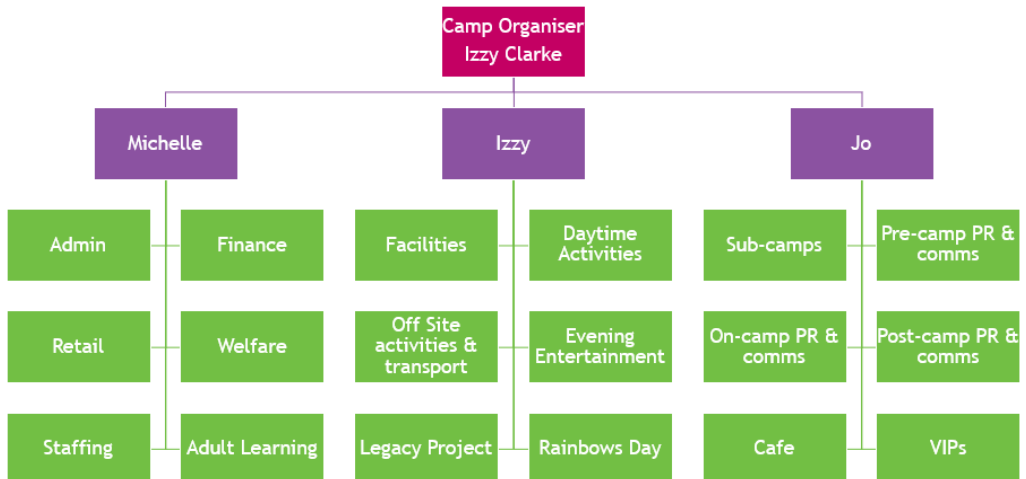 Camp Organiser
Izzy Clarke
Michelle
Izzy
Jo
Admin
Finance
Facilities
Daytime
Activities
Sub-camps
Pre-camp PR &
comms
Retail
Welfare
Off Site
activities &
transport
Evening
Entertainment
On-camp PR &
comms
Post-camp PR &
comms
Staffing
Adult Learning
Legacy Project
Rainbows Day
Cafe
VIPs